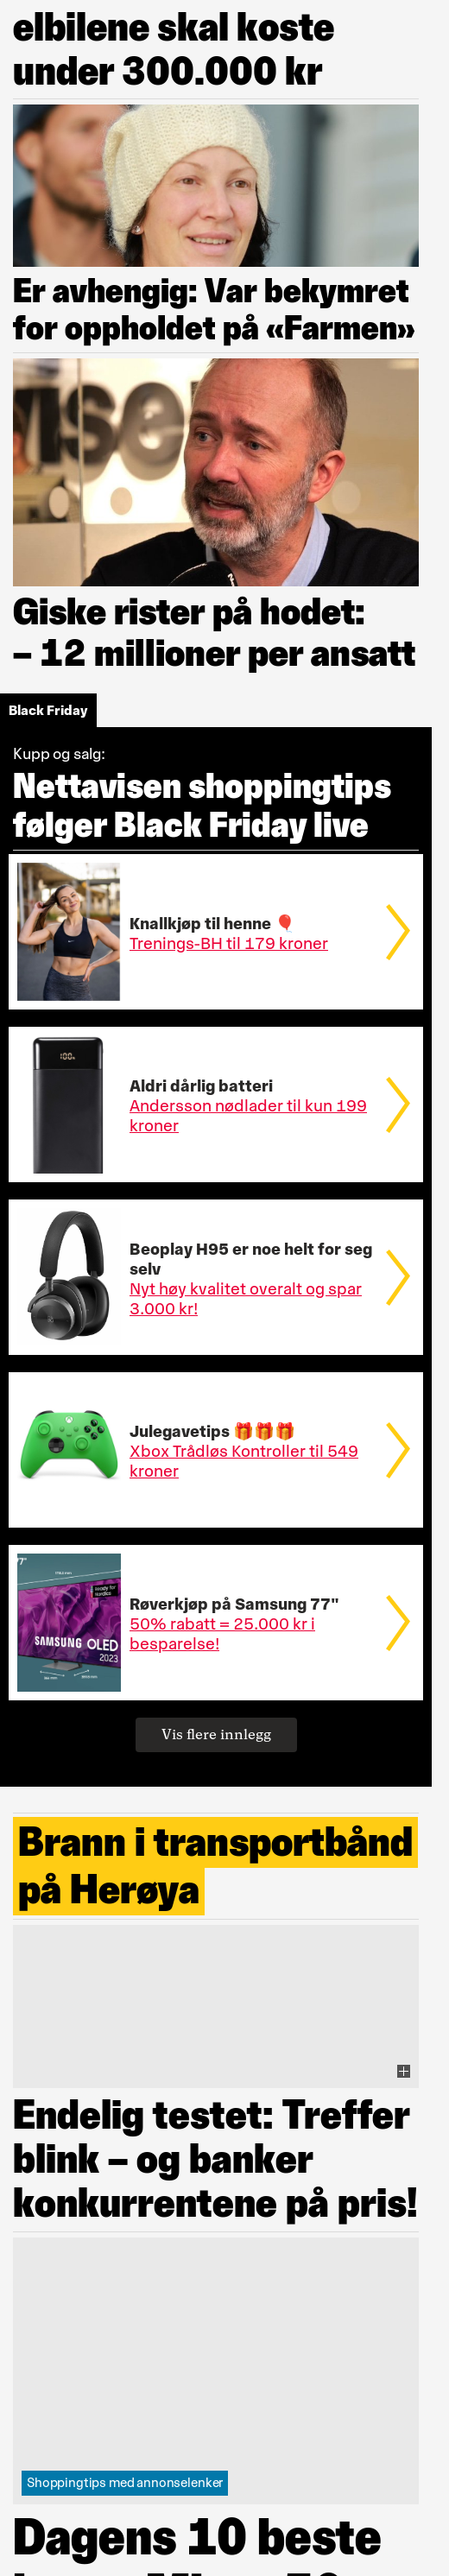 elbilene skal koste
under 300.000 kr
Er avhengig: Var bekymret
for oppholdet på «Farmen»
Giske rister på hodet:
– 12 millioner per ansatt
Black Friday
Kupp og salg:
Nettavisen shoppingtips
følger Black Friday live
Knallkjøp til henne 🎈
Trenings-BH til 179 kroner
Aldri dårlig batteri
Andersson nødlader til kun 199
kroner
Beoplay H95 er noe helt for seg
selv
Nyt høy kvalitet overalt og spar
3.000 kr!
Julegavetips 🎁🎁🎁
Xbox Trådløs Kontroller til 549
kroner
SAMSUNG OLED
2023
Røverkjøp på Samsung 77"
50% rabatt = 25.000 kr i
besparelse!
Vis flere innlegg
Brann i transportbånd
på Herøya
Endelig testet: Treffer
blink – og banker
konkurrentene på pris!
Shoppingtips med annonselenker
Dagens 10 beste